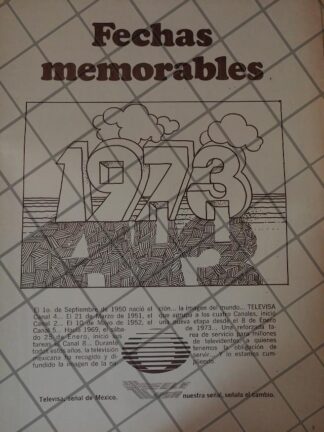 Fechas
memorables
1973
El 1o. de Septiembre de 1950 nació el
Canal 4... El 21 de Marzo de 1951, el
Canal 2... El 10 de Mayo de 1952, el
Canal 5... Hasta 1965, el
25 de Enero, inició sus
tareas el Canal 8... Durante
todos estos años, la televisión
mexicana ha recogido y di-
fundido la imagen de la
ción... la imagen del mundo... TELEVISA
que agrupa a los cuatro Canales, inició
una nueva etapa desde el 8 de Enero
de 1973... Una reforzada ta-
rea de servicio para millones
de televidentes a quienes
tenemos la obligación de
servir... Y lo estamos cum-
pliendo.
Televisa, señal de México.
nuestra señal, señala el cambio.